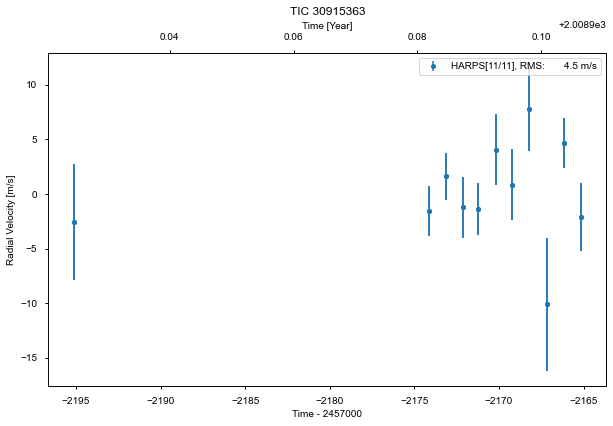 TIC 30915363
Time [Year]
+2.0089e3
0.04 0.06 0.08 0.10
HARPS[11/11], RMS: 4.5 m/s
Radial Velocity [m/s]
10
5
0
−5
−10
−15
−2195 −2190 −2185 −2180 −2175 −2170 −2165
Time - 2457000